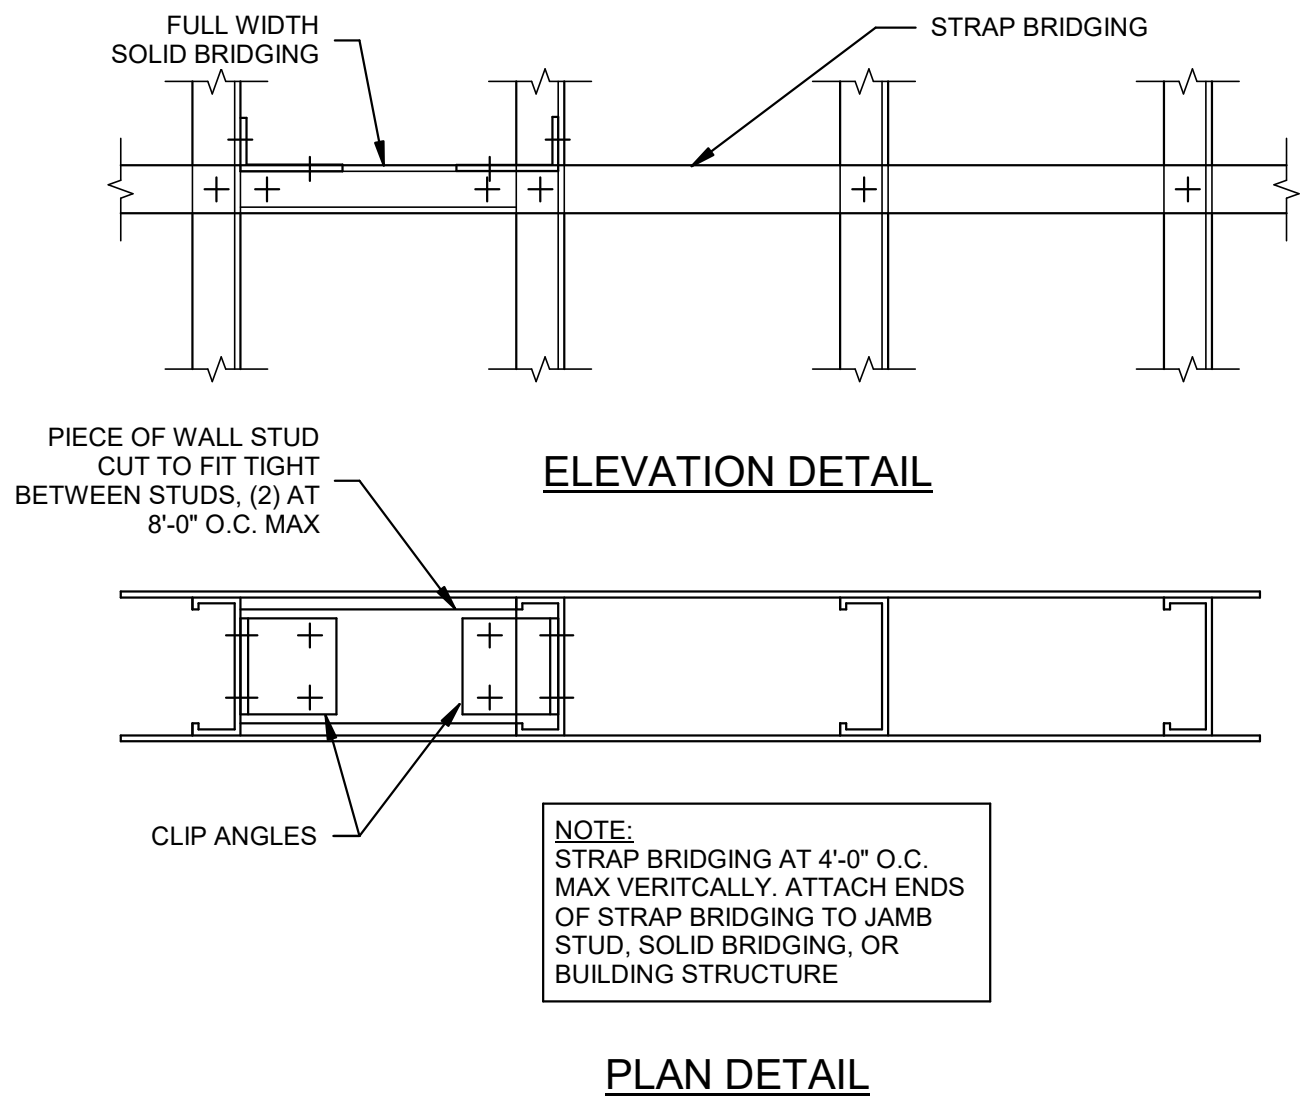 FULL WIDTH
SOLID BRIDGING
STRAP BRIDGING
PIECE OF WALL STUD
CUT TO FIT TIGHT
BETWEEN STUDS, (2) AT
8'-0" O.C. MAX
ELEVATION DETAIL
CLIP ANGLES
NOTE:
STRAP BRIDGING AT 4'-0" O.C.
MAX VERITCALLY. ATTACH ENDS
OF STRAP BRIDGING TO JAMB
STUD, SOLID BRIDGING, OR
BUILDING STRUCTURE
PLAN DETAIL